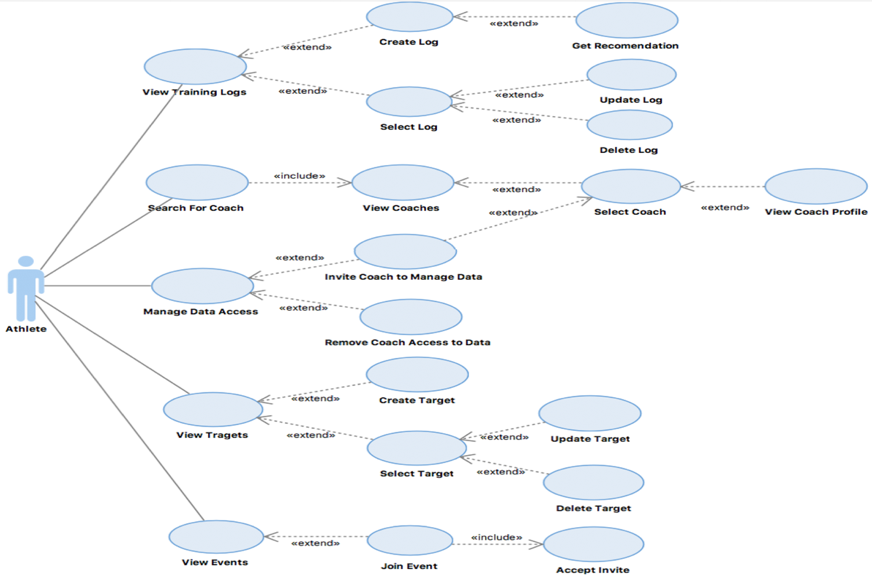 Create Log
«extend»
Get Recomendation
«extend»
View Training Logs
«extend»
Select Log
«extend»
Update Log
«extend»
Delete Log
Search For Coach
«include»
View Coaches
«extend»
Select Coach
«extend»
View Coach Profile
«extend»
Invite Coach to Manage Data
«extend»
Manage Data Access
«extend»
Remove Coach Access to Data
Athlete
Create Target
«extend»
View Tragets
«extend»
Select Target
«extend»
Update Target
«extend»
Delete Target
View Events
«extend»
Join Event
«include»
Accept Invite